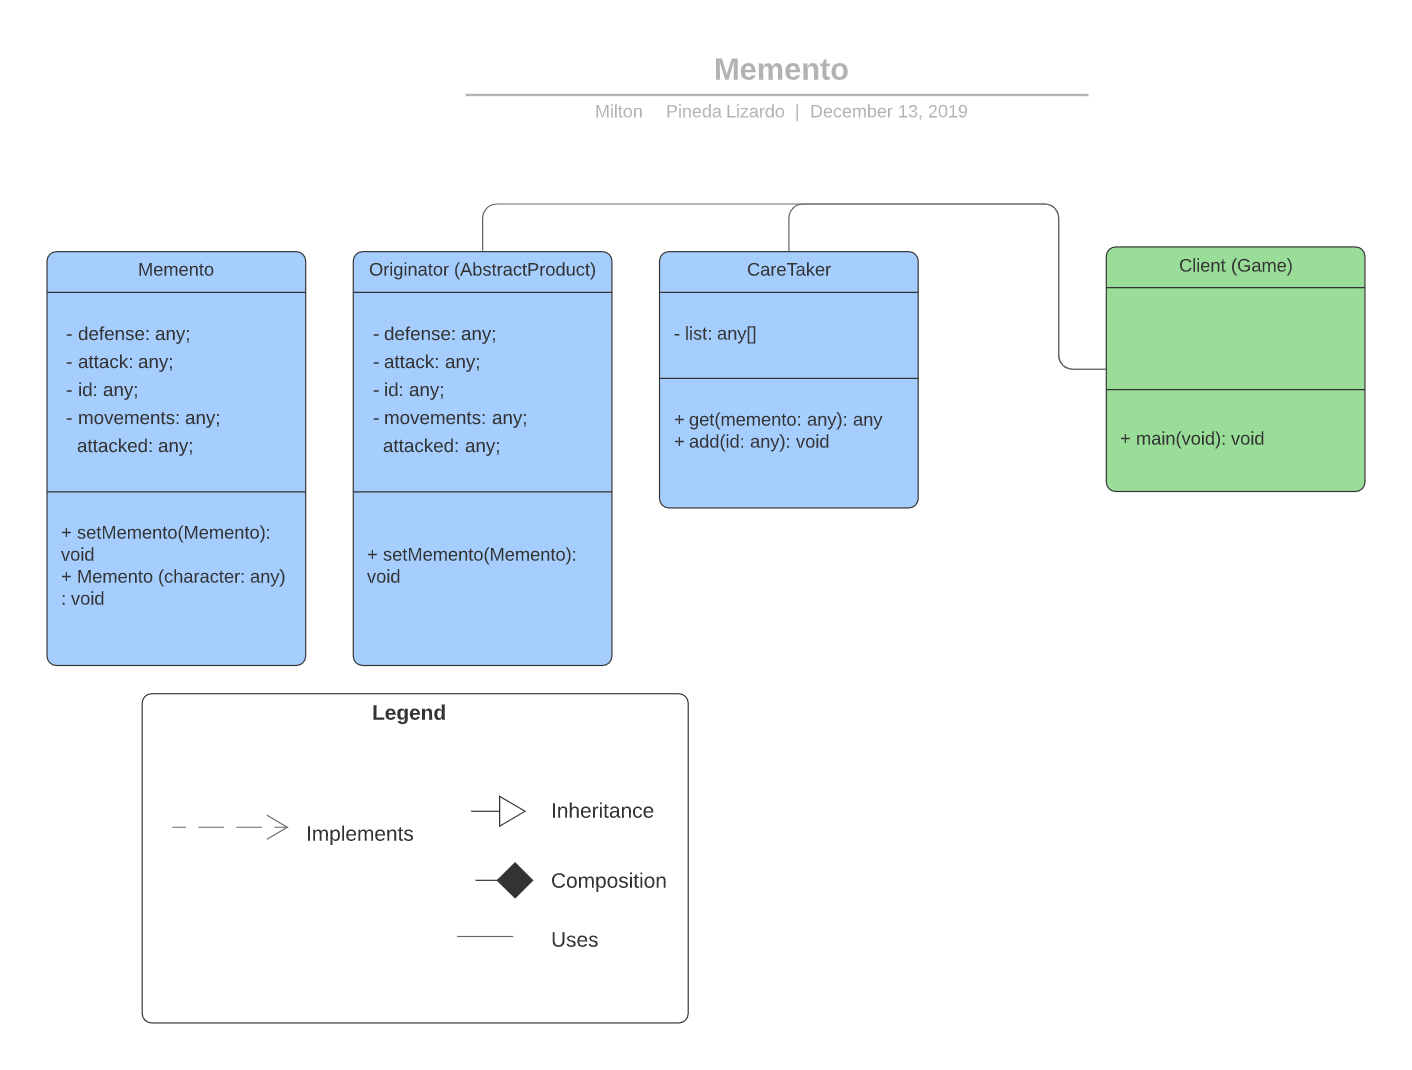 Memento
Milton Pineda Lizardo | December 13, 2019
Memento
- defense: any;
- attack: any;
- id: any;
- movements: any;
attacked: any;
+ setMemento(Memento):
void
+ Memento (character: any)
: void
Originator (AbstractProduct)
- defense: any;
- attack: any;
- id: any;
- movements: any;
attacked: any;
+ setMemento(Memento):
void
CareTaker
- list: any[]
+ get(memento: any): any
+ add(id: any): void
Client (Game)
+ main(void): void
Legend
Implements
Inheritance
Composition
Uses